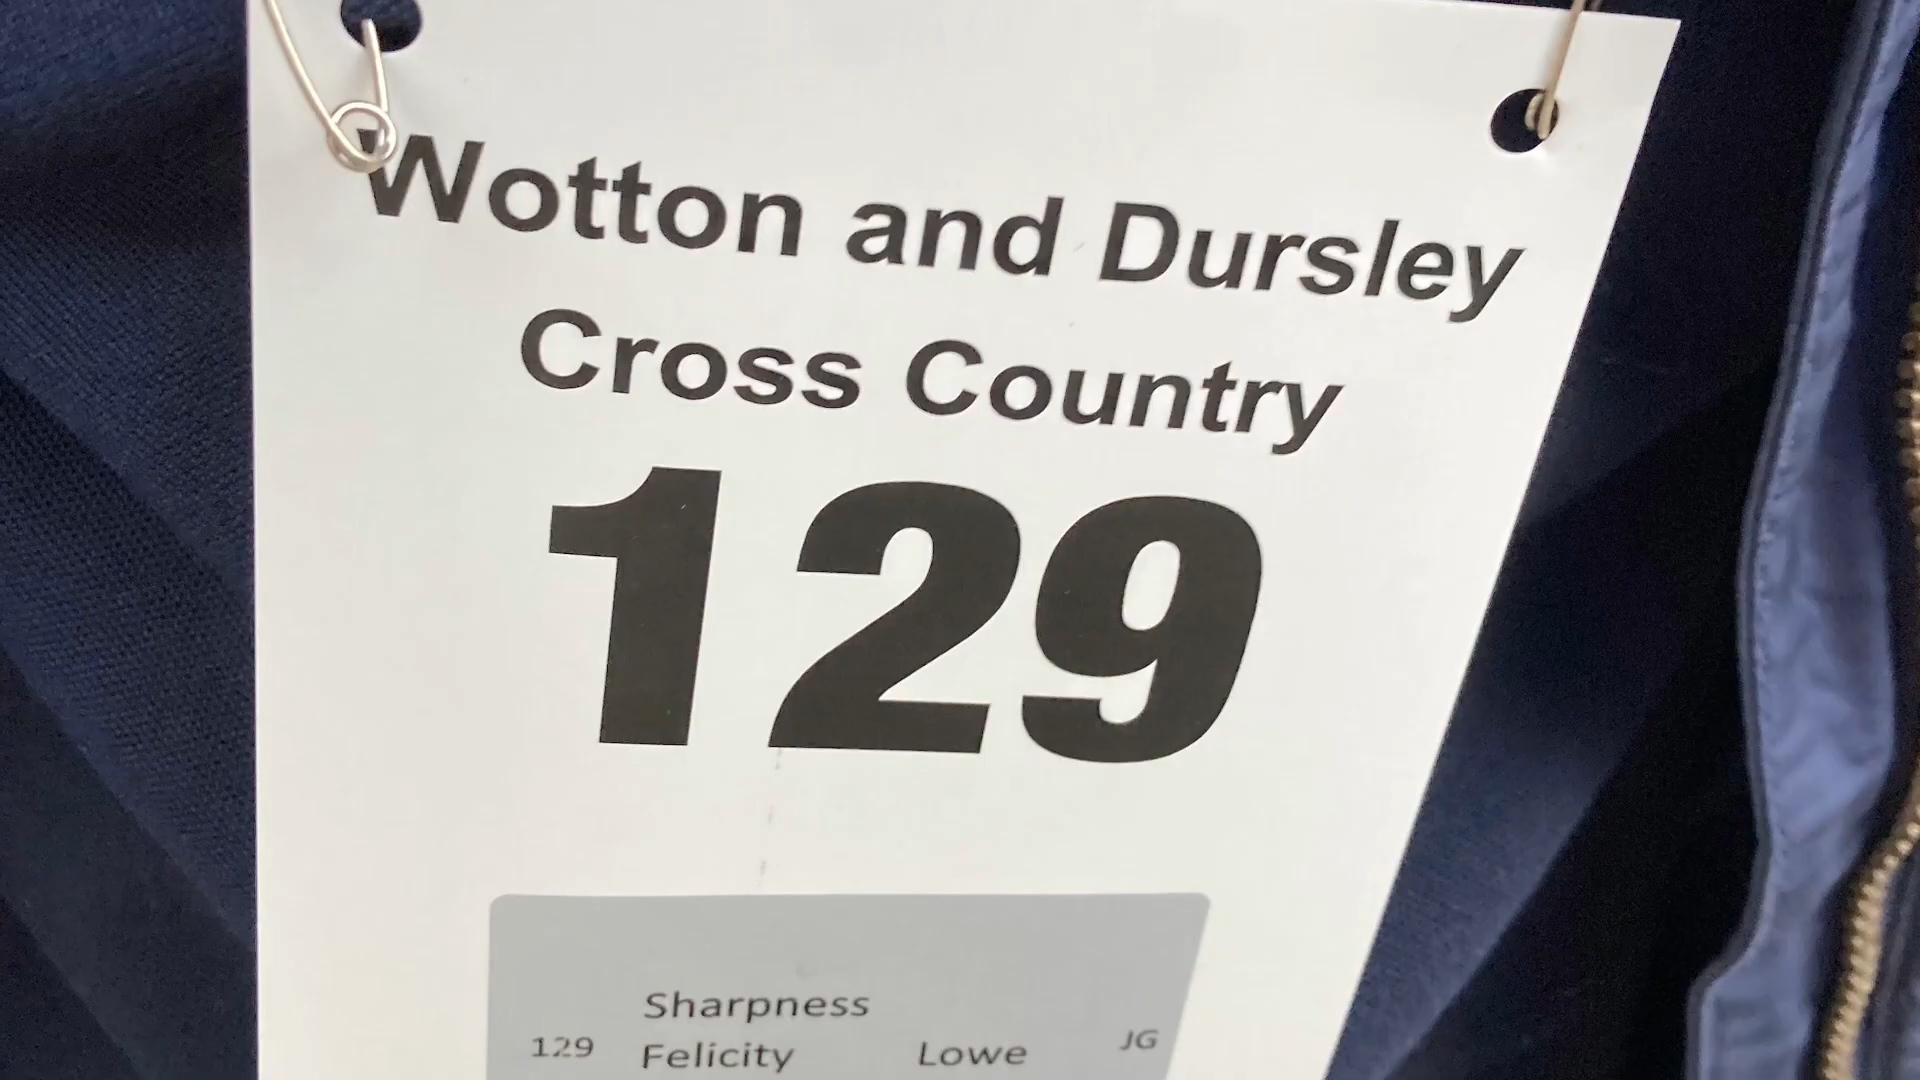 Wotton and Dursley
Cross Country
129
Sharpness
129 Felicity Lowe JG